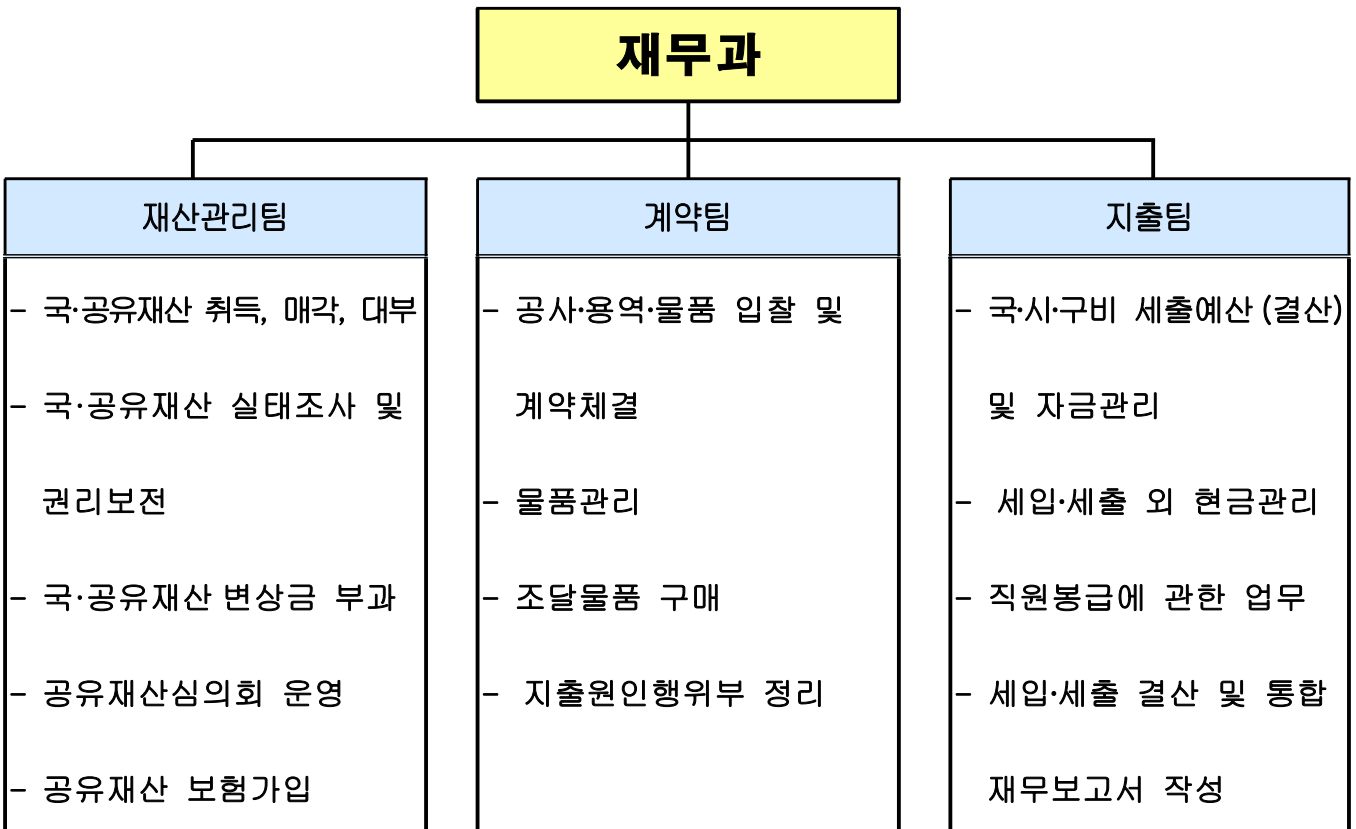 재무과
재산관리팀
- 국·공유재산 취득, 매각, 대부
- 국·공유재산 실태조사 및
권리보전
- 국·공유재산 변상금 부과
- 공유재산심의회 운영
- 공유재산 보험가입
계약팀
- 공사·용역·물품 입찰 및
계약체결
- 물품관리
- 조달물품 구매
- 지출원인행위부 정리
지출팀
- 국·시·구비 세출예산 (결산)
및 자금관리
- 세입·세출 외 현금관리
- 직원봉급에 관한 업무
- 세입·세출 결산 및 통합
재무보고서 작성